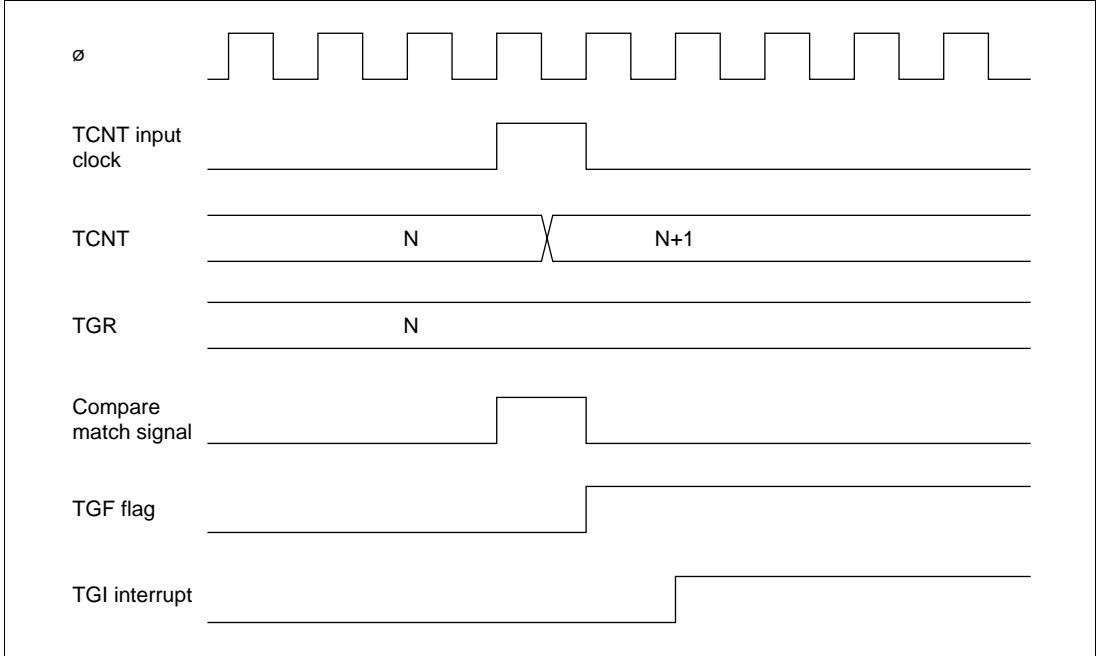 ø
TCNT input
clock
TCNT
N
N+1
TGR
N
Compare
match signal
TGF flag
TGI interrupt